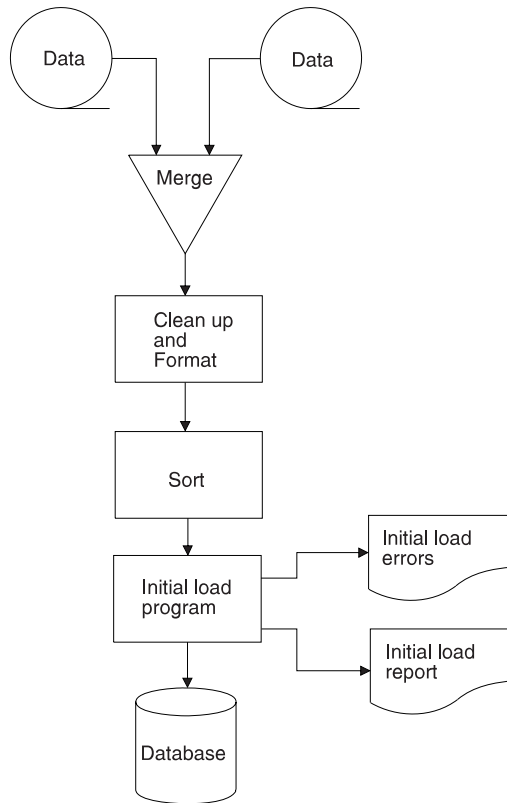 Data
Data
Merge
Clean up
and
Format
Sort
Initial load
errors
Initial load
program
Initial load
report
Database